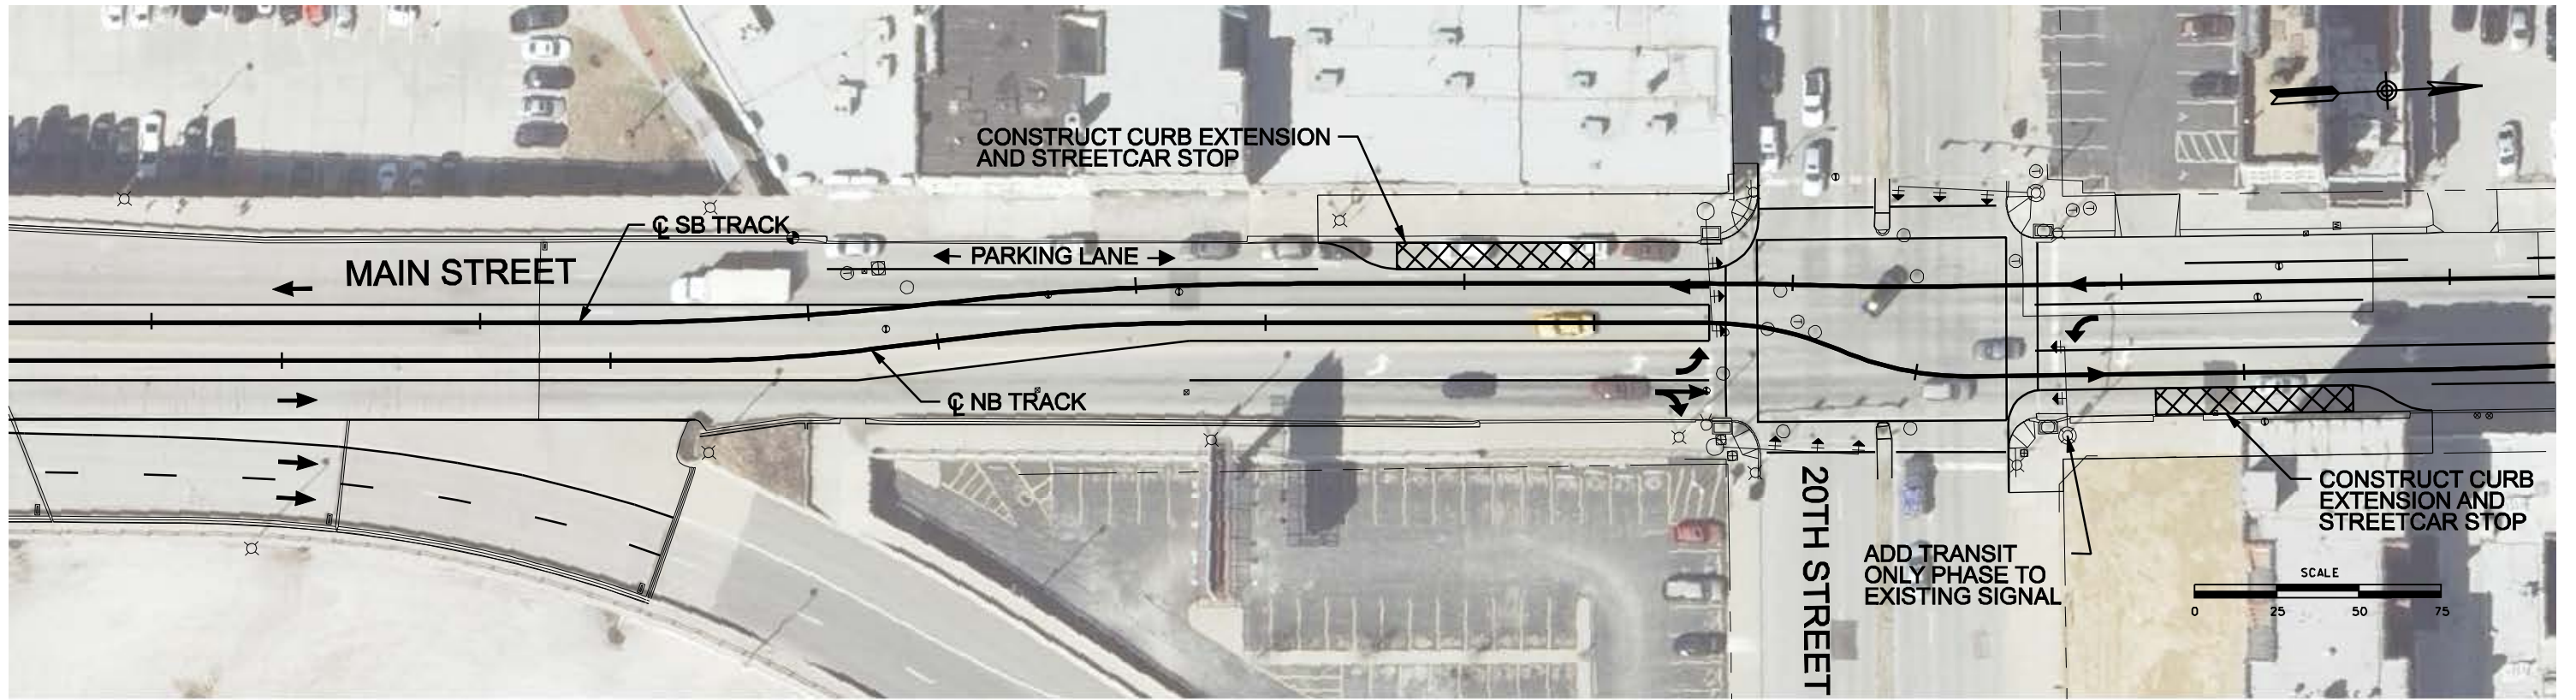 CONSTRUCT CURB EXTENSION
AND STREETCAR STOP
℄ SB TRACK
MAIN STREET
PARKING LANE
℄ NB TRACK
20TH STREET
ADD TRANSIT
ONLY PHASE TO
EXISTING SIGNAL
CONSTRUCT CURB
EXTENSION AND
STREETCAR STOP
SCALE
0 25 50 75